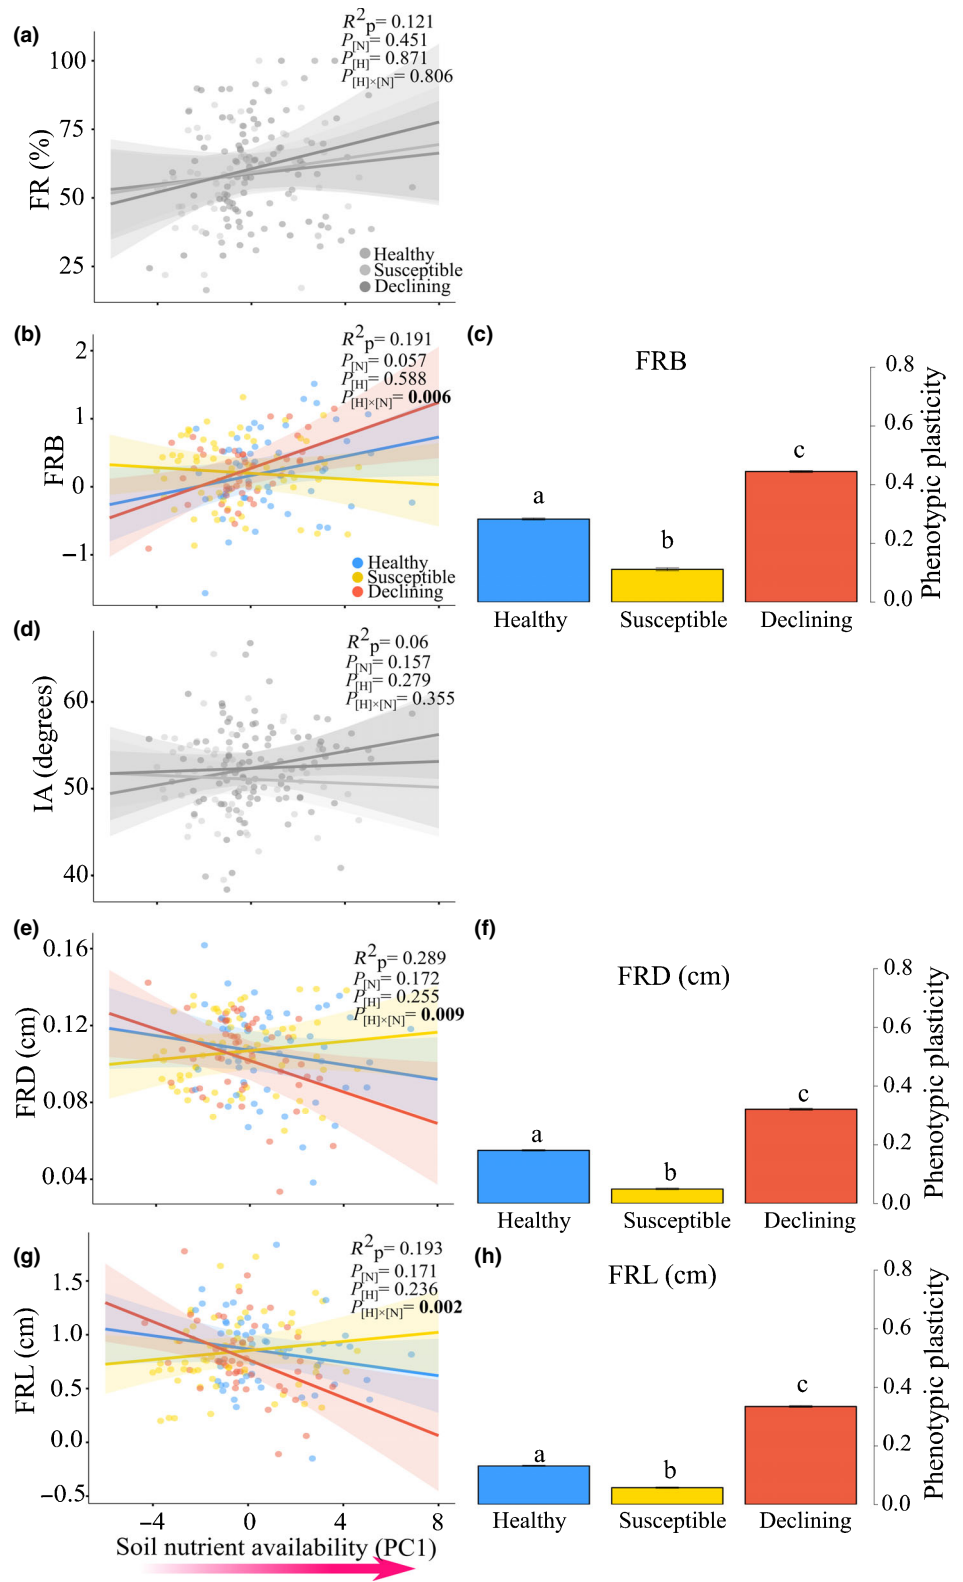 (a)
R²p= 0.121
P[N]= 0.451
P[H]= 0.871
P[H]×[N]= 0.806
100
75
50
25
FR (%)
Healthy
Susceptible
Declining
(b)
R²p= 0.191
P[N]= 0.057
P[H]= 0.588
P[H]×[N]= 0.006
2
1
0
−1
FRB
Healthy
Susceptible
Declining
(c)
FRB
a
b
c
Healthy
Susceptible
Declining
0.8
0.6
0.4
0.2
0.0
Phenotypic plasticity
(d)
R²p= 0.06
P[N]= 0.157
P[H]= 0.279
P[H]×[N]= 0.355
60
50
40
IA (degrees)
(e)
R²p= 0.289
P[N]= 0.172
P[H]= 0.255
P[H]×[N]= 0.009
0.16
0.12
0.08
0.04
FRD (cm)
(f)
FRD (cm)
a
b
c
Healthy
Susceptible
Declining
0.8
0.6
0.4
0.2
0.0
Phenotypic plasticity
(g)
R²p= 0.193
P[N]= 0.171
P[H]= 0.236
P[H]×[N]= 0.002
1.5
1.0
0.5
0.0
−0.5
FRL (cm)
−4 0 4 8
Soil nutrient availability (PC1)
(h)
FRL (cm)
a
b
c
Healthy
Susceptible
Declining
0.8
0.6
0.4
0.2
0.0
Phenotypic plasticity